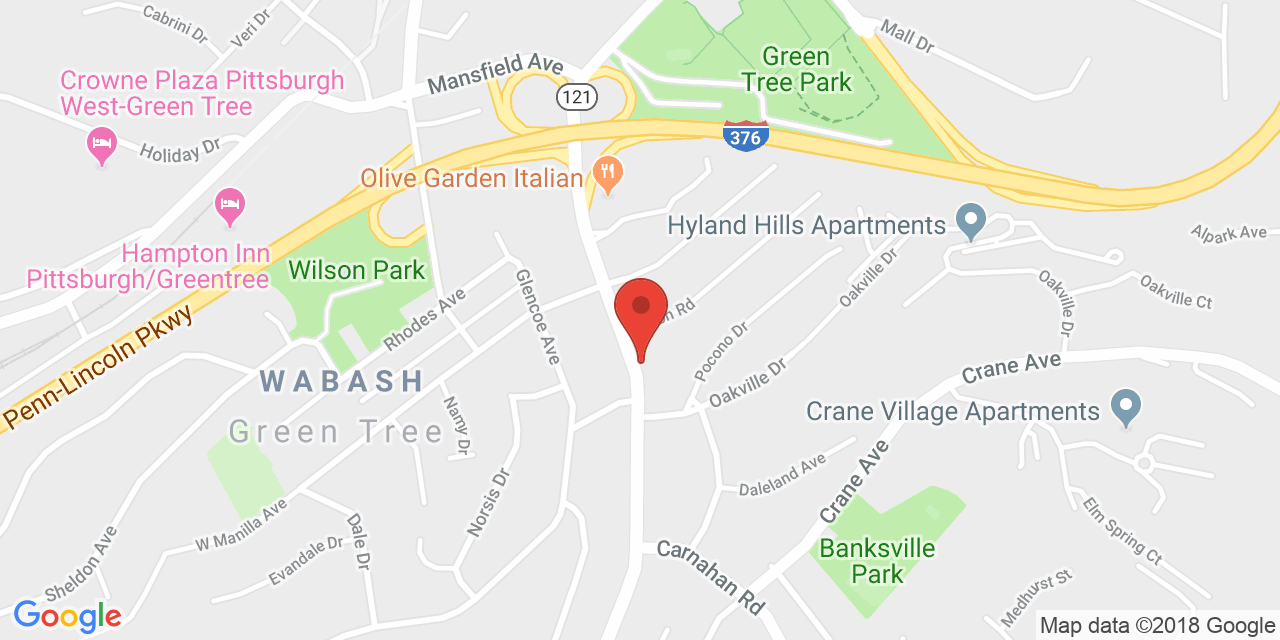 Cabrini Dr
Veri Dr
Mall Dr
Mansfield Ave
Green
Tree Park
Crowne Plaza Pittsburgh
West-Green Tree
121
376
Holiday Dr
Olive Garden Italian
Hyland Hills Apartments
Alpark Ave
Hampton Inn
Pittsburgh/Greentree
Wilson Park
Oakville Dr
Oakville Ct
Oakville Dr
Glencoe Ave
Rhodes Ave
Rd
Penn-Lincoln Pkwy
Pocono Dr
Crane Ave
WABASH
Oakville Dr
Green Tree
Crane Village Apartments
Namy Dr
Daleland Ave
Crane Ave
Norsis Dr
W Manilla Ave
Dale Dr
Evandale Dr
Elm Spring Ct
Banksville
Park
Carnahan Rd
Sheldon Ave
Medhurst St
Google
Map data ©2018 Google